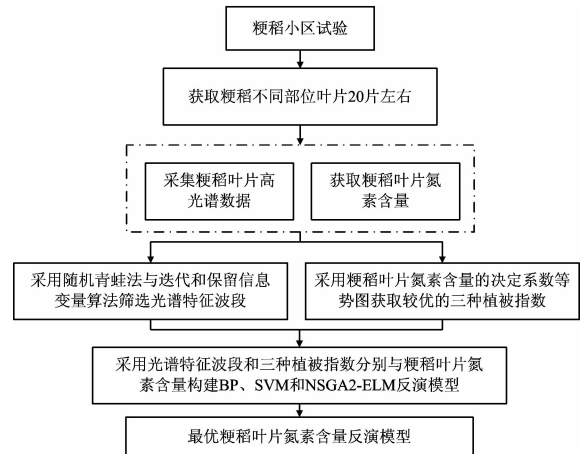 粳稻小区试验
获取粳稻不同部位叶片20片左右
采集粳稻叶片高
光谱数据
获取粳稻叶片氮
素含量
采用随机青蛙法与迭代和保留信息
变量算法筛选光谱特征波段
采用粳稻叶片氮素含量的决定系数等
势图获取较优的三种植被指数
采用光谱特征波段和三种植被指数分别与粳稻叶片氮
素含量构建BP、SVM和NSGA2-ELM反演模型
最优粳稻叶片氮素含量反演模型